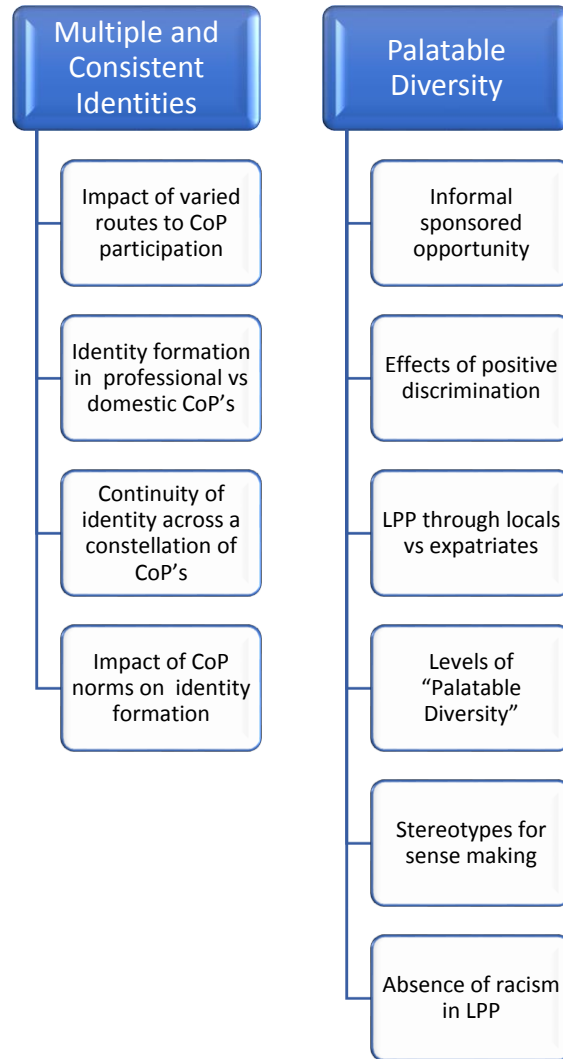 Multiple and
Consistent
Identities
Impact of varied
routes to CoP
participation
Identity formation
in professional vs
domestic CoP's
Continuity of
identity across a
constellation of
CoP's
Impact of CoP
norms on identity
formation
Palatable
Diversity
Informal
sponsored
opportunity
Effects of positive
discrimination
LPP through locals
vs expatriates
Levels of
“Palatable
Diversity”
Stereotypes for
sense making
Absence of racism
in LPP